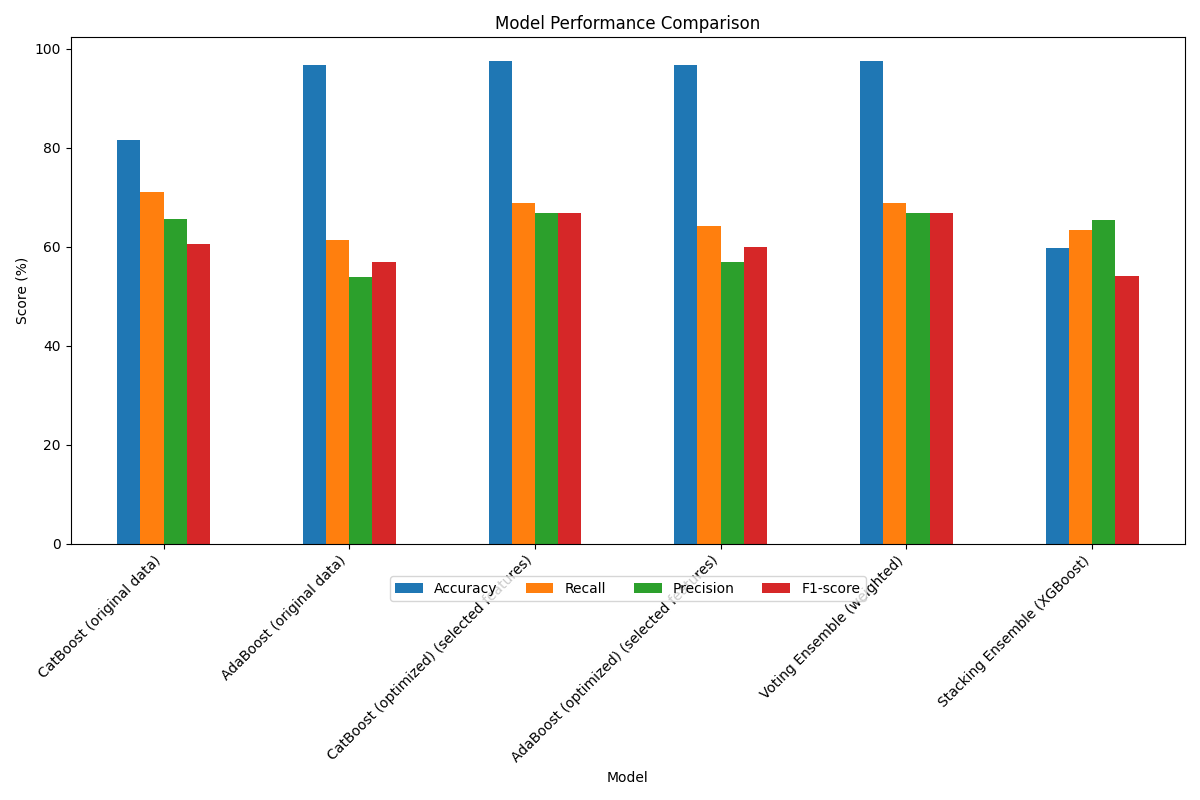 Model Performance Comparison
Score (%)
100
80
60
40
20
0
CatBoost (original data)
AdaBoost (original data)
CatBoost (optimized) (selected features)
AdaBoost (optimized) (selected features)
Voting Ensemble (weighted)
Stacking Ensemble (XGBoost)
Accuracy Recall Precision F1-score
Model